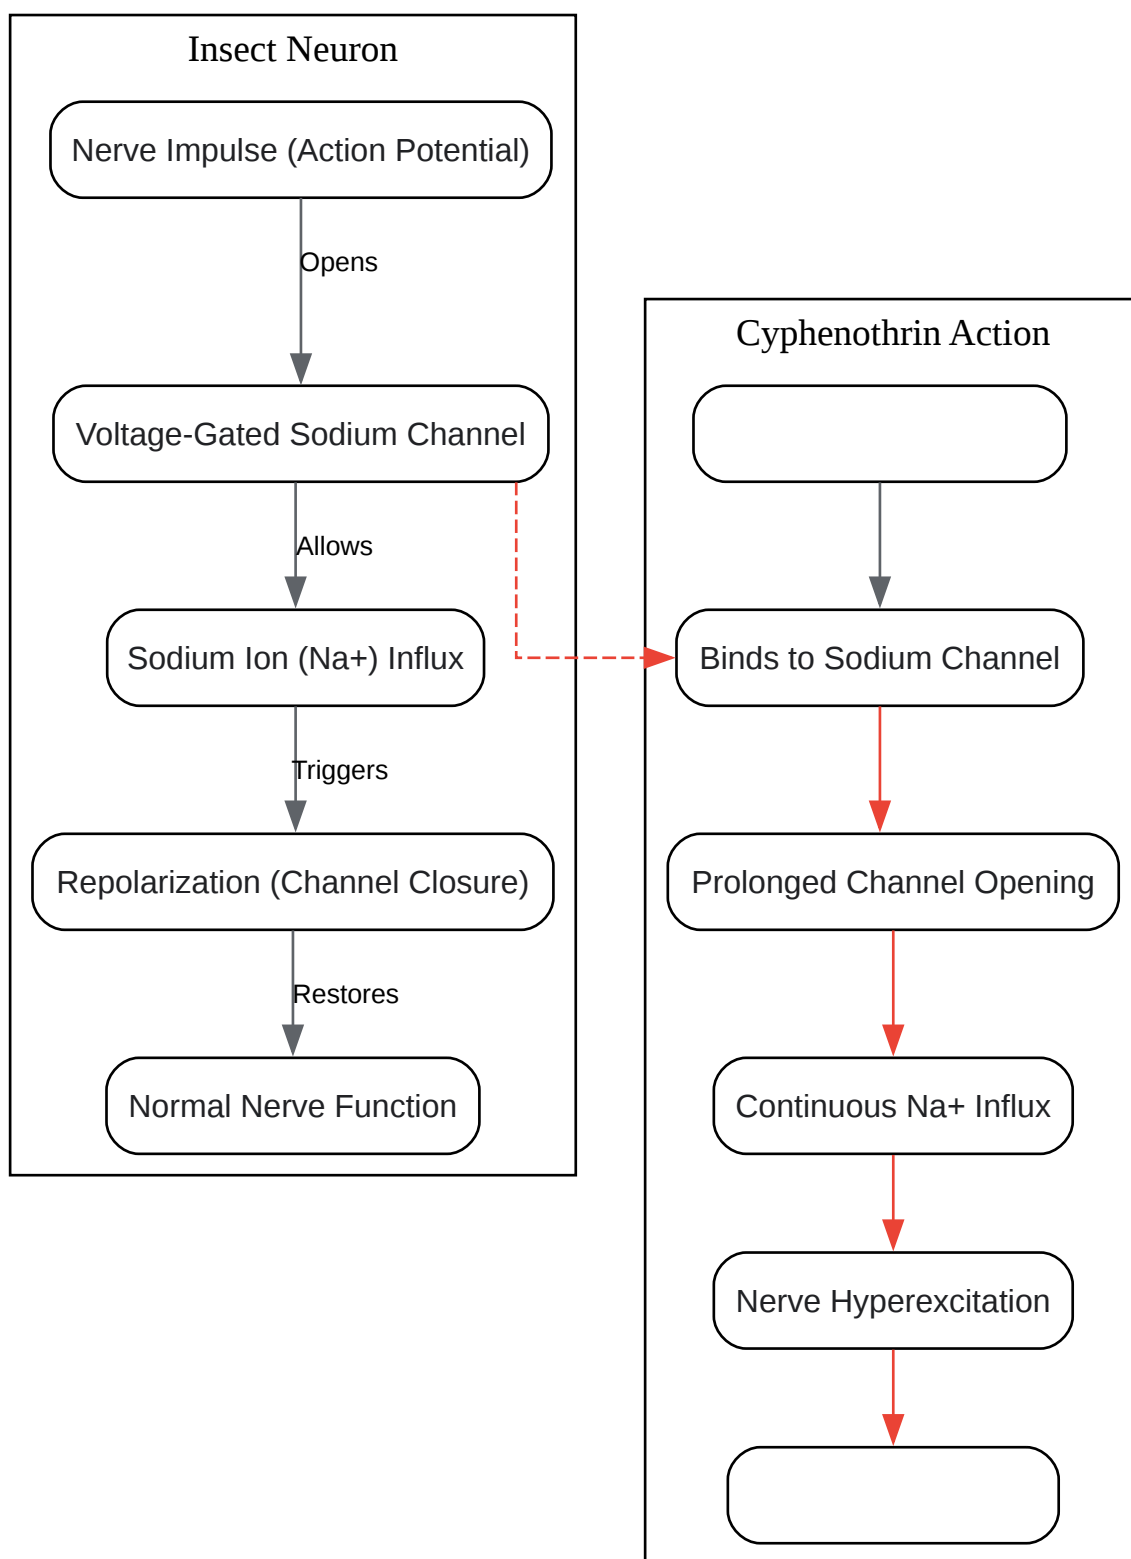 Insect Neuron
Nerve Impulse (Action Potential)
Opens
Voltage-Gated Sodium Channel
Allows
Sodium Ion (Na+) Influx
Triggers
Repolarization (Channel Closure)
Restores
Normal Nerve Function
Cyphenothrin Action
Binds to Sodium Channel
Prolonged Channel Opening
Continuous Na+ Influx
Nerve Hyperexcitation